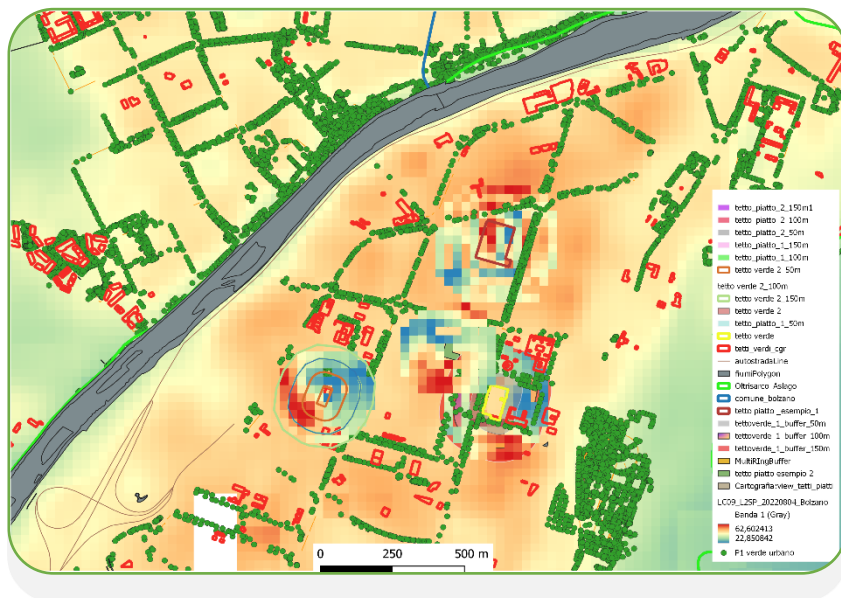 tetto_piatto_2_150m1
tetto_piatto_2_100m
tetto_piatto_2_50m
tetto_piatto_1_150m
tetto_piatto_1_100m
tetto verde 2_50m
tetto verde 2_100m
tetto verde 2_150m
tetto verde 2
tetto_piatto_1_50m
tetto verde
tetti_verdi_cgr
autostradaLine
fiumiPolygon
Oltrisarco_Aslago
comune_bolzano
tetto piatto _esempio_1
tettoverde_1_buffer_50m
tettoverde_1_buffer_100m
tettoverde_1_buffer_150m
MultiRingBuffer
tetto piatto esempio 2
Cartografia:view_tetti_piatti
LC09_L2SP_20220804_Bolzano
Banda 1 (Gray)
62,602413
22,850842
P1 verde urbano
0 250 500 m